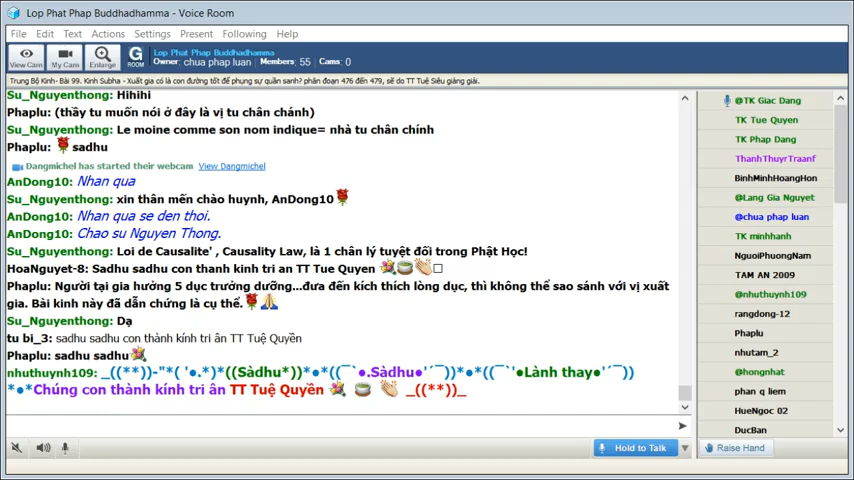 Lop Phat Phap Buddhadhamma - Voice Room
File Edit Text Actions Settings Present Following Help
View Cam
My Cam
Enlarge
G
ROOM
Lop Phat Phap Buddhadhamma
Owner: chua phap luan / Members: 55 Cams: 0
Trung Bộ Kinh- Bài 99. Kinh Subha - Xuất gia có là con đường tốt để phụng sự quần sanh? phân đoạn 476 đến 479, sẽ do TT Tuệ Siêu giảng giải.
Su_Nguyenthong: Hihihi
Phaplu: (thầy tu muốn nói ở đây là vị tu chân chánh)
Su_Nguyenthong: Le moine comme son nom indique= nhà tu chân chính
Phaplu: 🌹 sadhu
Dangmichel has started their webcam View Dangmichel
AnDong10: Nhan qua
Su_Nguyenthong: xin thân mến chào huynh, AnDong10🌹
AnDong10: Nhan qua se den thoi.
AnDong10: Chao su Nguyen Thong.
Su_Nguyenthong: Loi de Causalite' , Causality Law, là 1 chân lý tuyệt đối trong Phật Học!
HoaNguyet-8: Sadhu sadhu con thanh kinh tri an TT Tue Quyen 💐🍵👏□
Phaplu: Người tại gia hưởng 5 dục trưởng dưỡng...đưa đến kích thích lòng dục, thì không thể sao sánh với vị xuất
gia. Bài kinh này đã dẫn chứng là cụ thể.🌹🙏
Su_Nguyenthong: Dạ
tu bi_3: sadhu sadhu con thành kính tri ân TT Tuệ Quyền
Phaplu: sadhu sadhu💐
nhuthuynh109: _((**))-"*( '●.*)*((Sàdhu*))*●*((¯`●.Sàdhu●'´¯))*●*((¯`'●Lành thay●'´¯))
*●*Chúng con thành kính tri ân TT Tuệ Quyền 💐 🍵 👏 _((**))_
@TK Giac Dang
TK Tue Quyen
TK Phap Dang
ThanhThuyrTraanf
BinhMinhHoangHon
@Lang Gia Nguyet
@chua phap luan
TK minhhanh
NguoiPhuongNam
TAM AN 2009
@nhuthuynh109
rangdong-12
Phaplu
nhutam_2
@hongnhat
phan q liem
HueNgoc 02
DucBan
Hold to Talk
Raise Hand